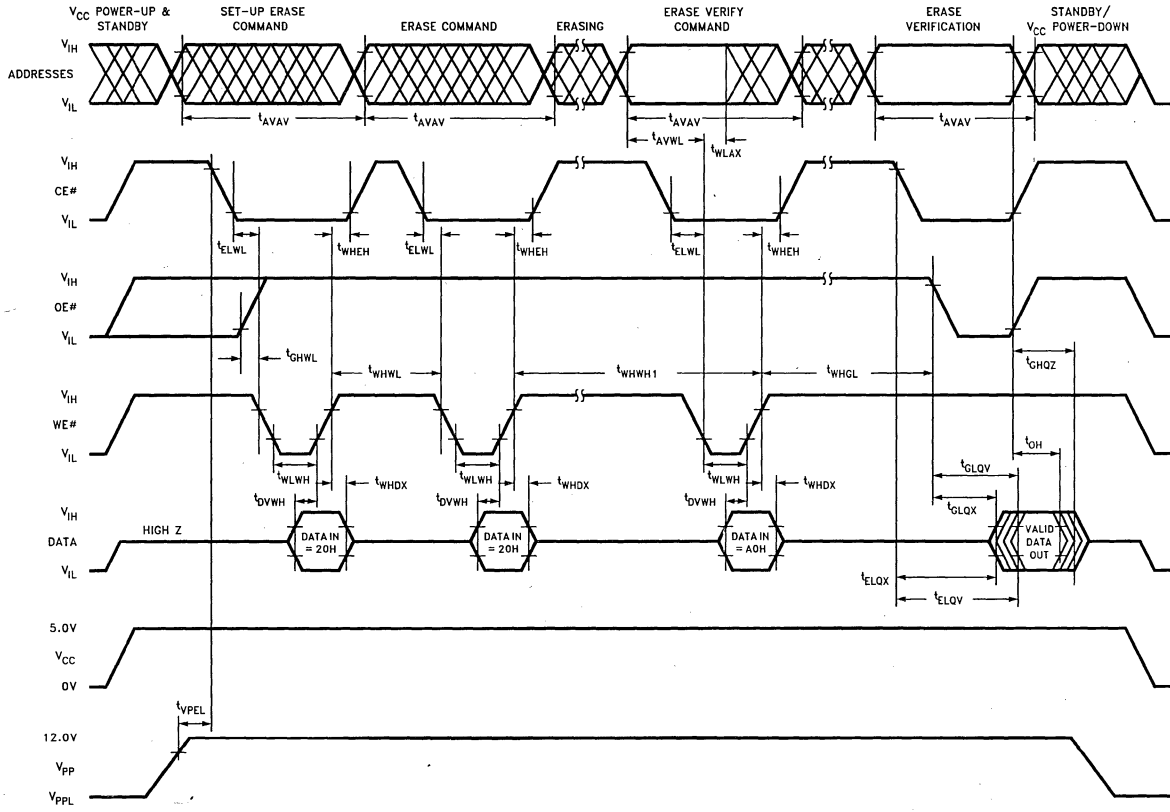 VCC POWER-UP & STANDBY
SET-UP ERASE COMMAND
ERASE COMMAND
ERASING
ERASE VERIFY COMMAND
ERASE VERIFICATION
STANDBY/ VCC POWER-DOWN
VIH
ADDRESSES
VIL
tAVAV
tAVAV
tAVAV
tAVAV
tAVWL
tWLAX
VIH
CE#
VIL
tELWL
tWHEH
tELWL
tWHEH
tELWL
tWHEH
VIH
OE#
VIL
tGHWL
tWHWL
tWHWH1
tWHGL
tGHQZ
VIH
WE#
VIL
tWLWH
tWHDX
tWLWH
tWHDX
tWLWH
tWHDX
tOH
tGLQV
tDVWH
tDVWH
tDVWH
tGLQX
VIH
DATA
VIL
HIGH Z
DATA IN
= 20H
DATA IN
= 20H
DATA IN
= A0H
VALID
DATA
OUT
tELQX
tELQV
5.0V
VCC
0V
tVPEL
12.0V
VPP
VPPL